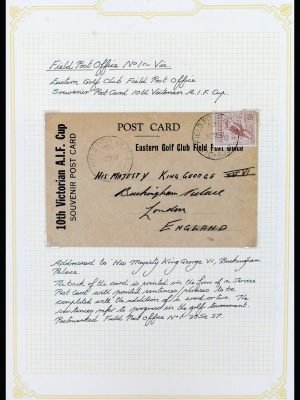 Field Post Office No 1~ Vic.
Eastern Golf Club Field Post Office
Souvenir Post Card 10th Victorian A.I.F. Cup.
10th Victorian A.I.F. Cup
SOUVENIR POST CARD
POST CARD
Eastern Golf Club Field Post Office
His Majesty King George VI
Buckingham Palace
London
England
Addressed to His Majesty King George VI, Buckingham
Palace.
The back of the card is printed in the form of a Service
Post Card with printed sentences/phrases to be
completed with the addition of a word or two. The
sentences refer to progress in the golf tournament.
Postmarked Field Post Office No 1